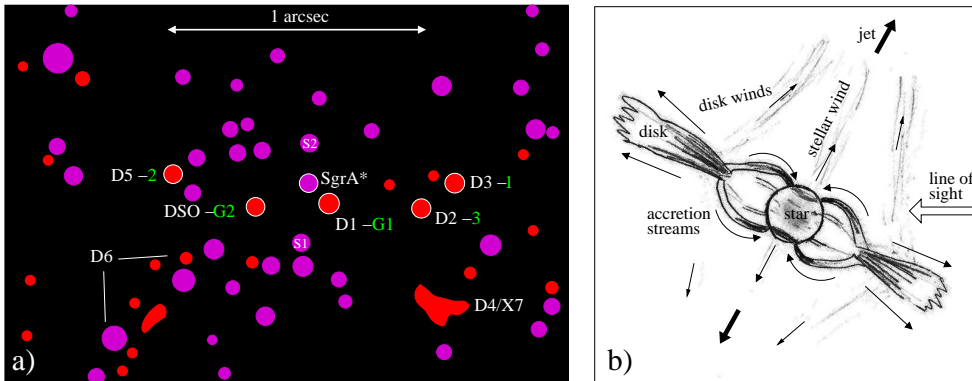 1 arcsec
S2
D5 –2
SgrA*
D3 –1
DSO –G2
D1 –G1
D2 –3
S1
D6
D4/X7
a)
jet
disk winds
stellar wind
disk
line of
sight
star
accretion
streams
b)